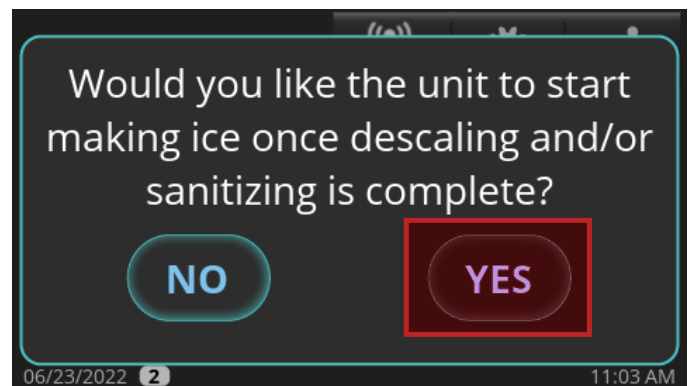 Would you like the unit to start
making ice once descaling and/or
sanitizing is complete?
NO YES
06/23/2022 2 11:03 AM